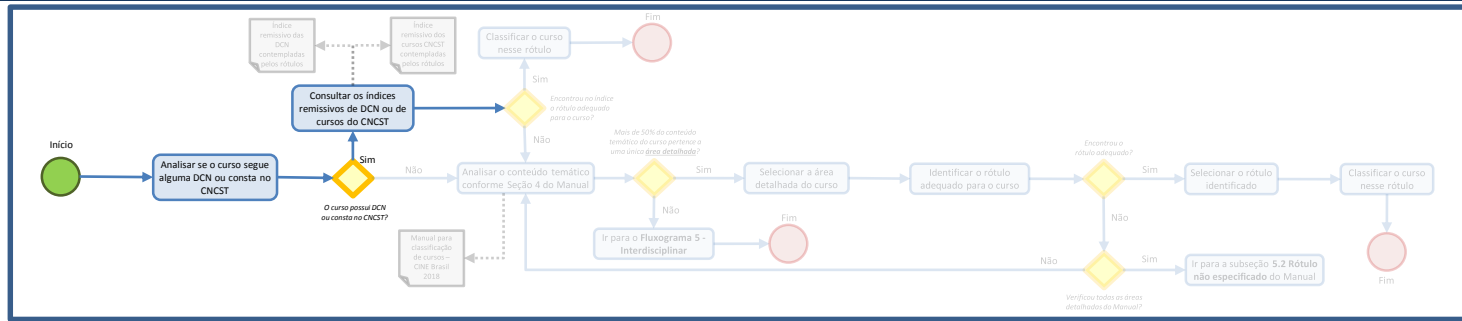 Índice
remissivo das
DCN
contempladas
pelos rótulos
Índice
remissivo dos
cursos CNCST
contempladas
pelos rótulos
Classificar o curso
nesse rótulo
Fim
Sim
Consultar os índices
remissivos de DCN ou de
cursos do CNCST
Encontrou no índice
o rótulo adequado
para o curso?
Não
Início
Analisar se o curso segue
alguma DCN ou consta no
CNCST
Sim
O curso possui DCN
ou consta no CNCST?
Não
Analisar o conteúdo temático
conforme Seção 4 do Manual
Mais de 50% do conteúdo
temático do curso pertence a
uma única área detalhada?
Sim
Não
Selecionar a área
detalhada do curso
Identificar o rótulo
adequado para o curso
Encontrou o
rótulo adequado?
Sim
Não
Selecionar o rótulo
identificado
Classificar o curso
nesse rótulo
Fim
Manual para
classificação
de cursos –
CINE Brasil
2018
Ir para o Fluxograma 5 -
Interdisciplinar
Fim
Não
Sim
Verificou todas as áreas
detalhadas do Manual?
Ir para a subseção 5.2 Rótulo
não especificado do Manual